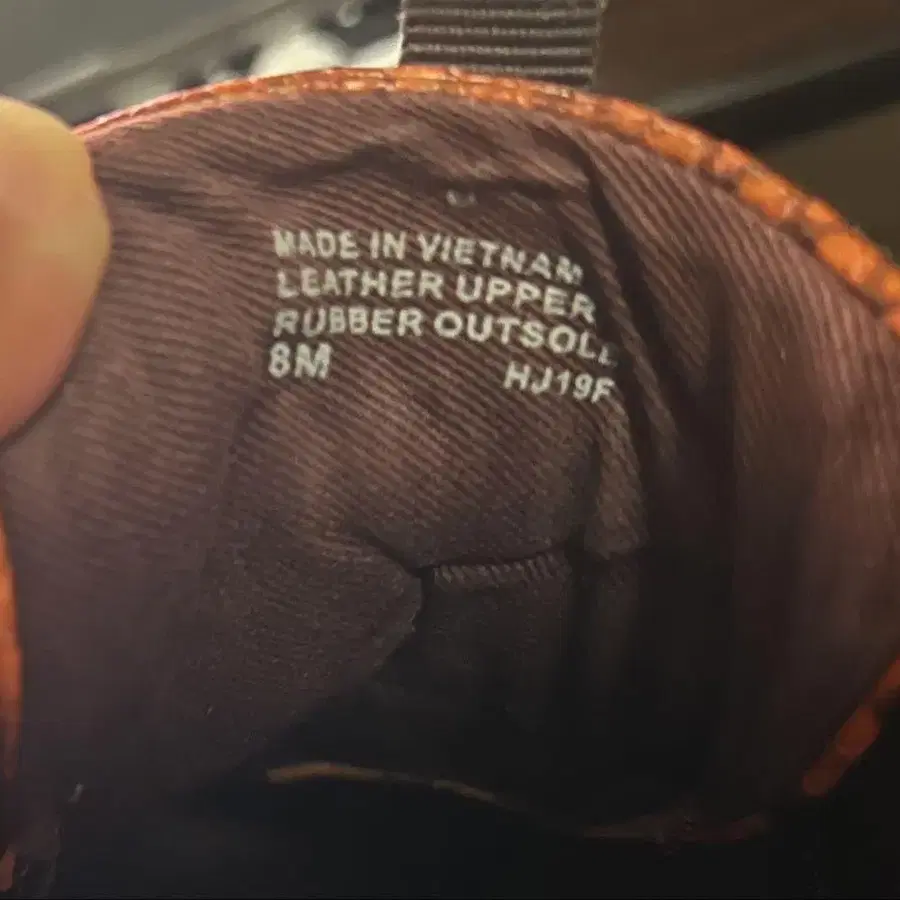 MADE IN VIETNAM
LEATHER UPPER
RUBBER OUTSOLE
8M HJ19F